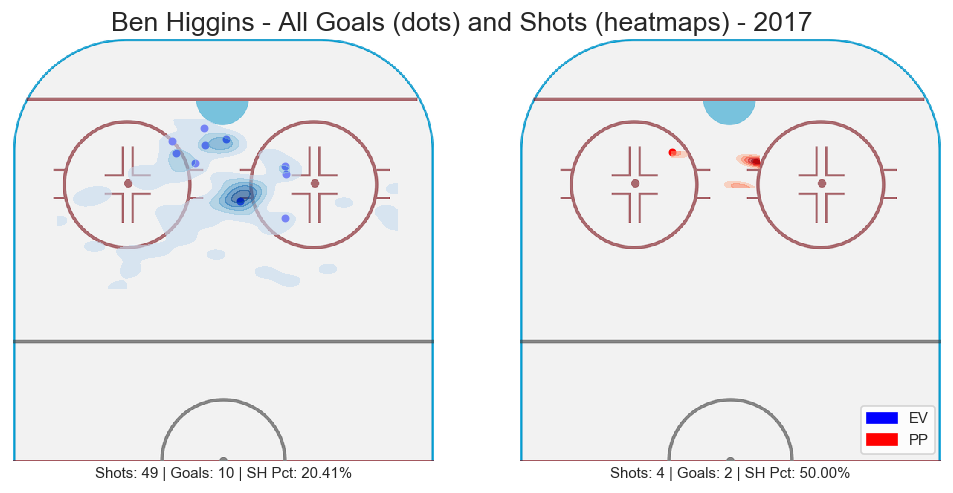 Ben Higgins - All Goals (dots) and Shots (heatmaps) - 2017
EV
PP
Shots: 49 | Goals: 10 | SH Pct: 20.41%
Shots: 4 | Goals: 2 | SH Pct: 50.00%